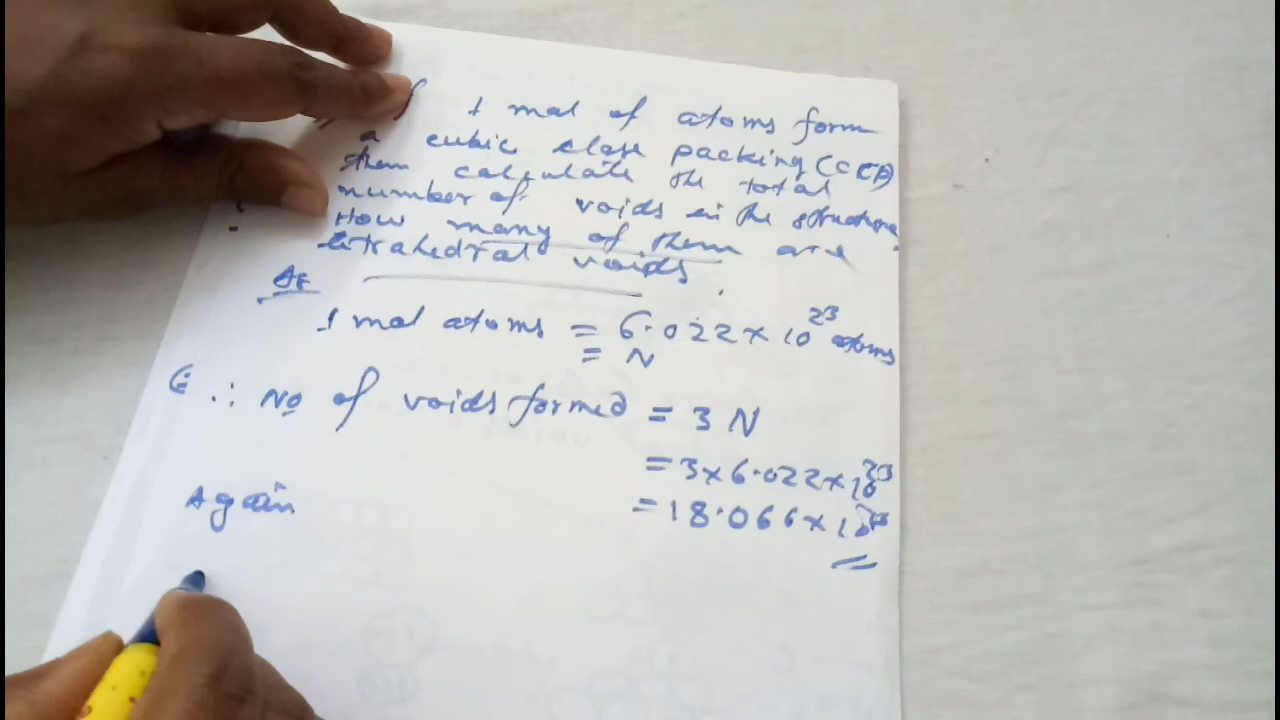 1 mol of atoms form
a cubic close packing (CCP)
then calculate the total
number of voids in the structure.
How many of them are
tetrahedral voids.
1 mol atoms = 6.022 x 10²³ atoms
= N
∴ No of voids formed = 3 N
= 3 x 6.022 x 10²³
= 18.066 x 10²³
Again